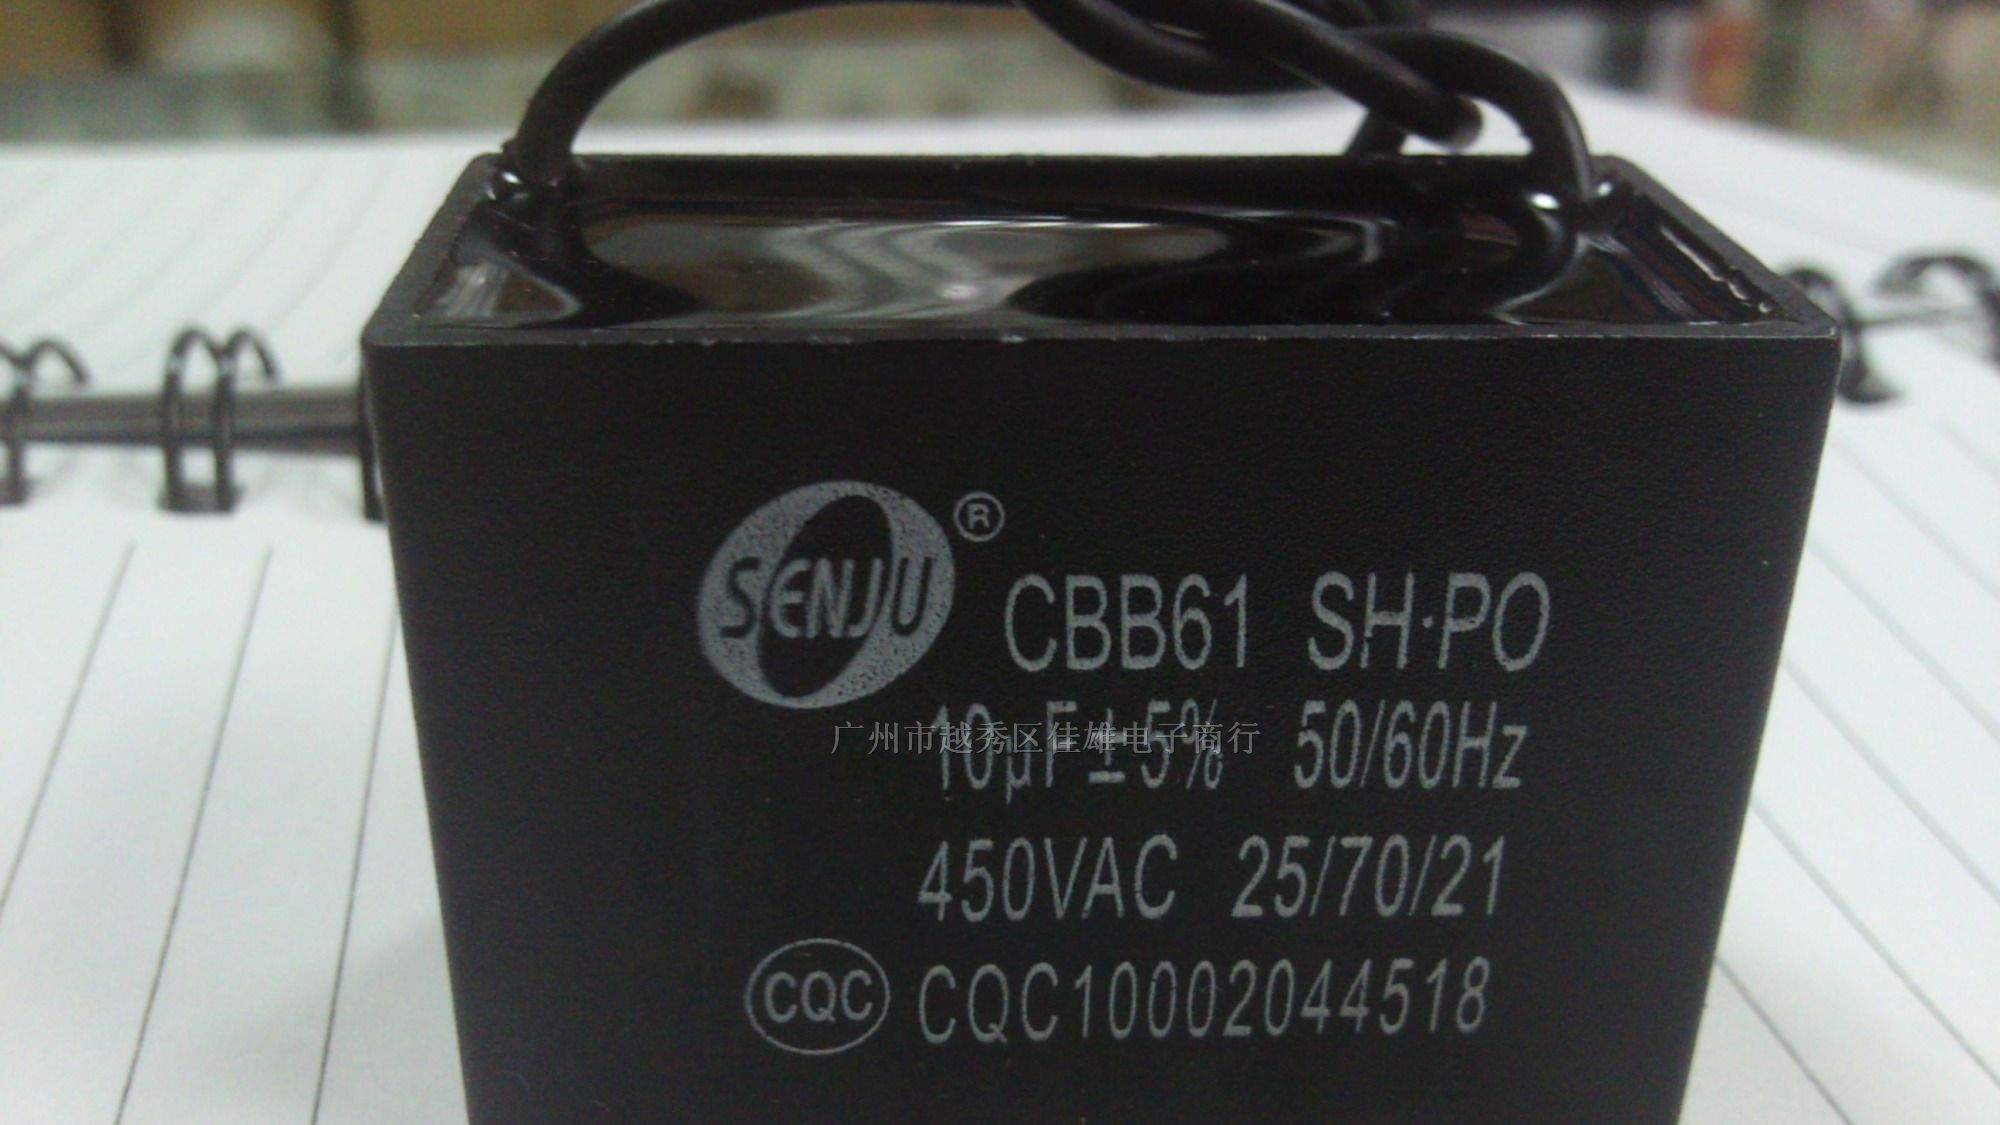 SENJU ® CBB61 SH·PO
10μF±5% 50/60Hz
广州市越秀区佳雄电子商行
450VAC 25/70/21
CQC CQC10002044518